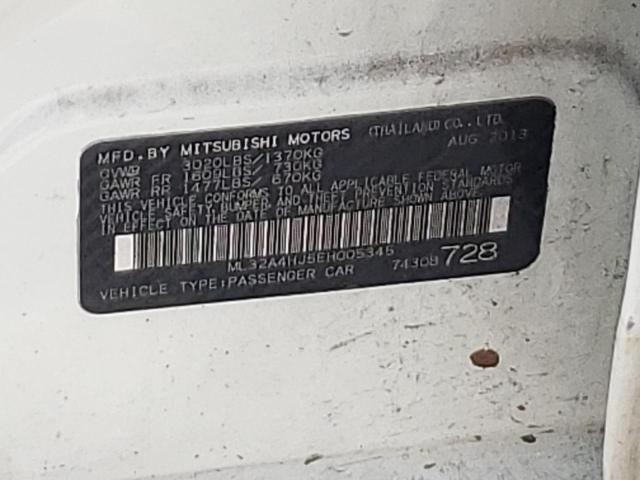 MFD. BY MITSUBISHI MOTORS (THAILAND) CO., LTD.
AUG 2013
GVWR : 3020LBS/1370KG
GAWR FR : 1609LBS/ 730KG
GAWR RR : 1477LBS/ 670KG
THIS VEHICLE CONFORMS TO ALL APPLICABLE FEDERAL MOTOR
VEHICLE SAFETY, BUMPER, AND THEFT PREVENTION STANDARDS
IN EFFECT ON THE DATE OF MANUFACTURE SHOWN ABOVE.
ML32A4HJ5EH005346
VEHICLE TYPE:PASSENGER CAR 74308 728